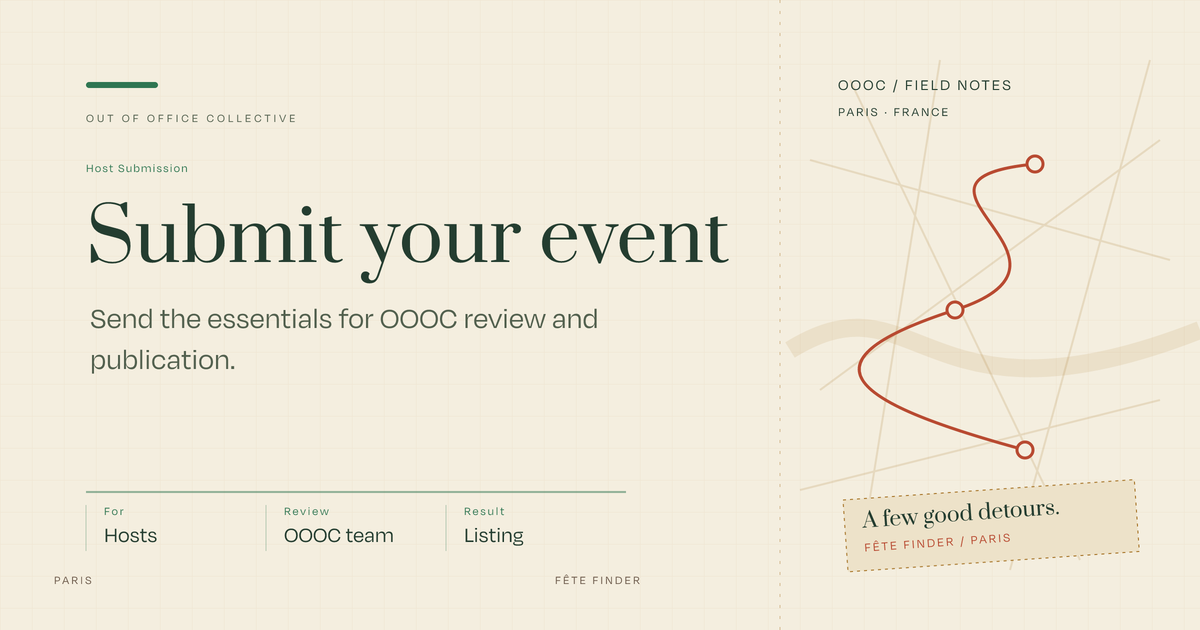 OUT OF OFFICE COLLECTIVE
Host Submission
Submit your event
Send the essentials for OOOC review and
publication.
For
Hosts
Review
OOOC team
Result
Listing
PARIS
FÊTE FINDER
OOOC / FIELD NOTES
PARIS · FRANCE
A few good detours.
FÊTE FINDER / PARIS